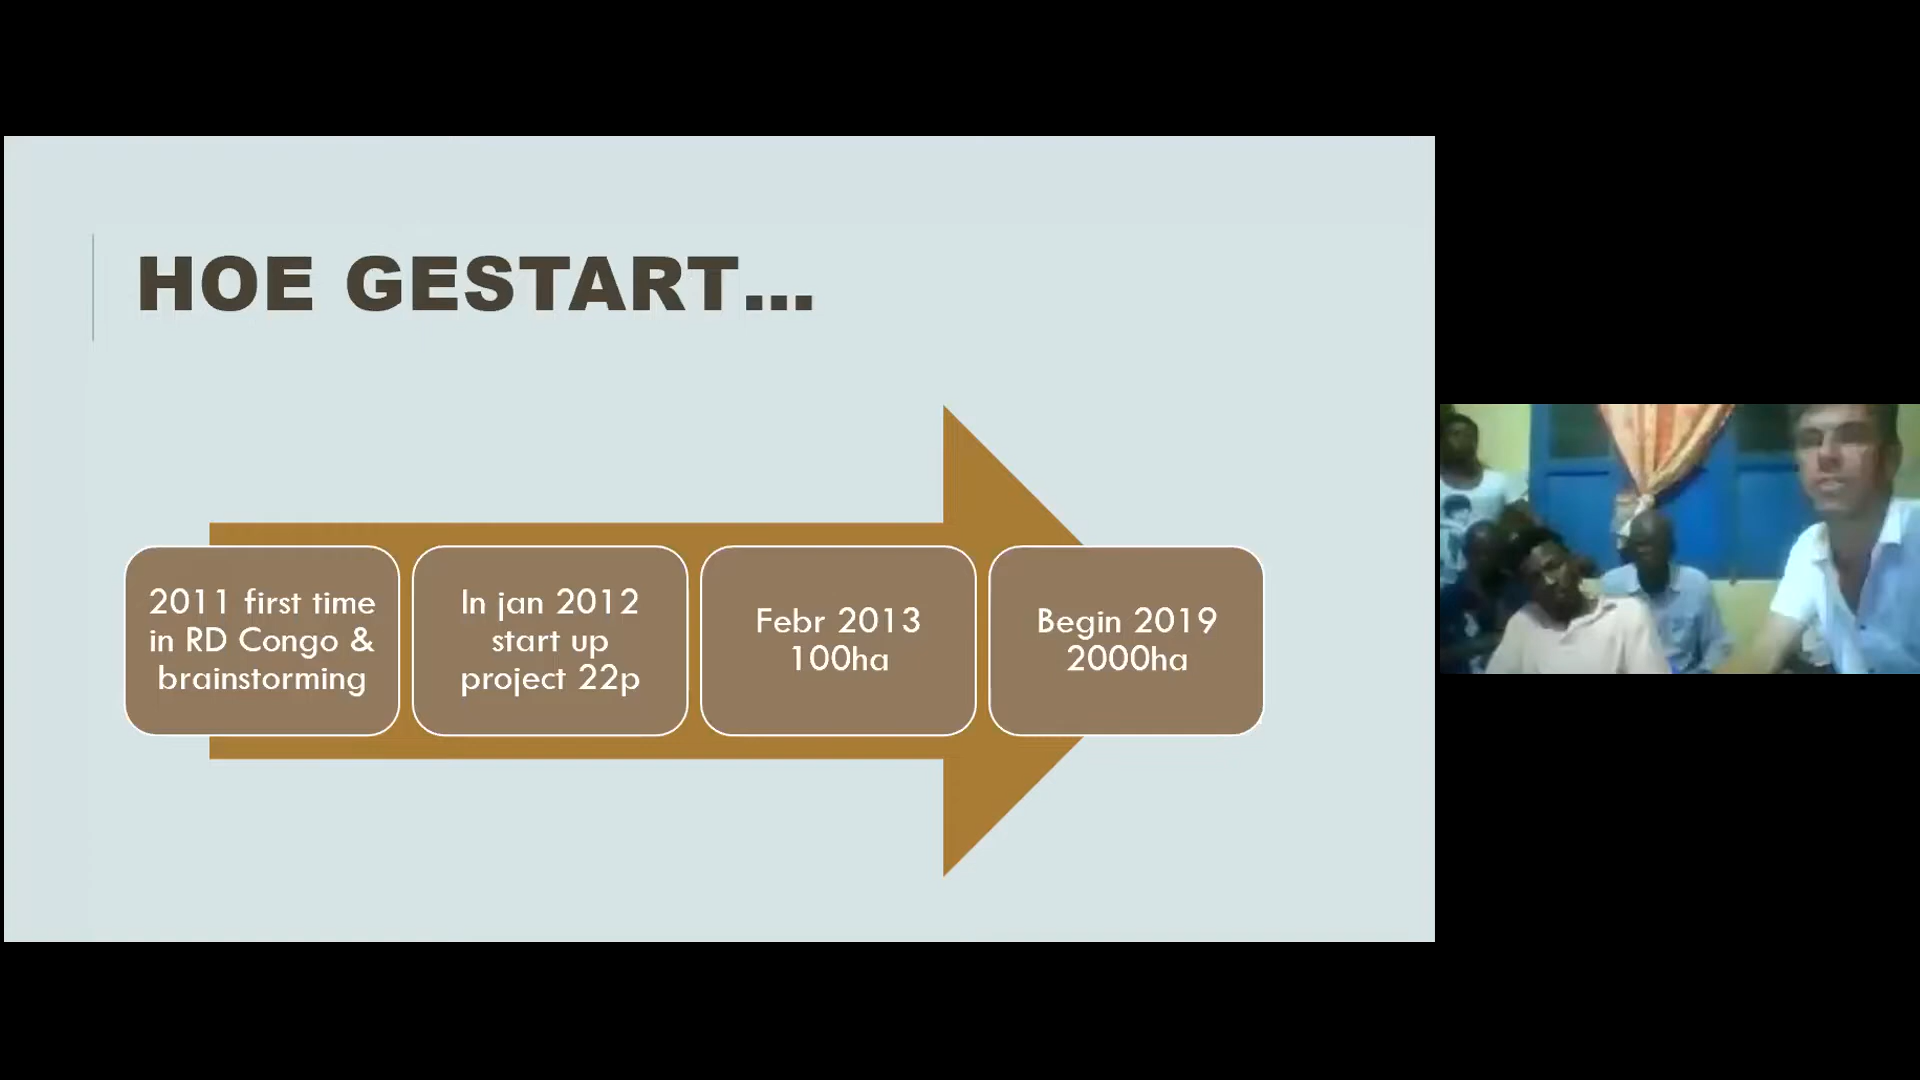 HOE GESTART...
2011 first time
in RD Congo &
brainstorming
In jan 2012
start up
project 22p
Febr 2013
100ha
Begin 2019
2000ha